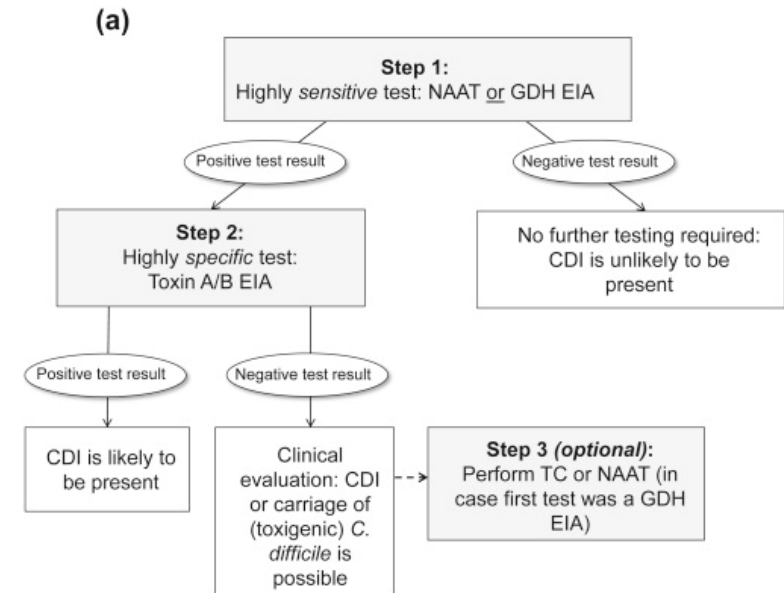 (a)
Step 1:
Highly sensitive test: NAAT or GDH EIA
Positive test result
Negative test result
Step 2:
Highly specific test:
Toxin A/B EIA
No further testing required:
CDI is unlikely to be
present
Positive test result
Negative test result
CDI is likely to
be present
Clinical
evaluation: CDI
or carriage of
(toxigenic) C.
difficile is
possible
Step 3 (optional):
Perform TC or NAAT (in
case first test was a GDH
EIA)